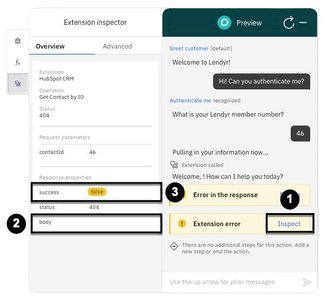 Extension inspector
Overview
Advanced
Extension
HubSpot CRM
Operation
Get Contact by ID
Status
404
Request parameters
contactId 46
Response properties
success false
status 404
body
3
2
1
Preview
Greet customer (default)
Welcome to Lendyr!
Hi! Can you authenticate me?
Authenticate me recognized
What is your Lendyr member number?
46
Pulling in your information now...
Extension called
Welcome, ! How can I help you today?
Error in the response
Extension error Inspect
There are no additional steps for this action. Add a
new step or end the action.
Use the up arrow for prior messages